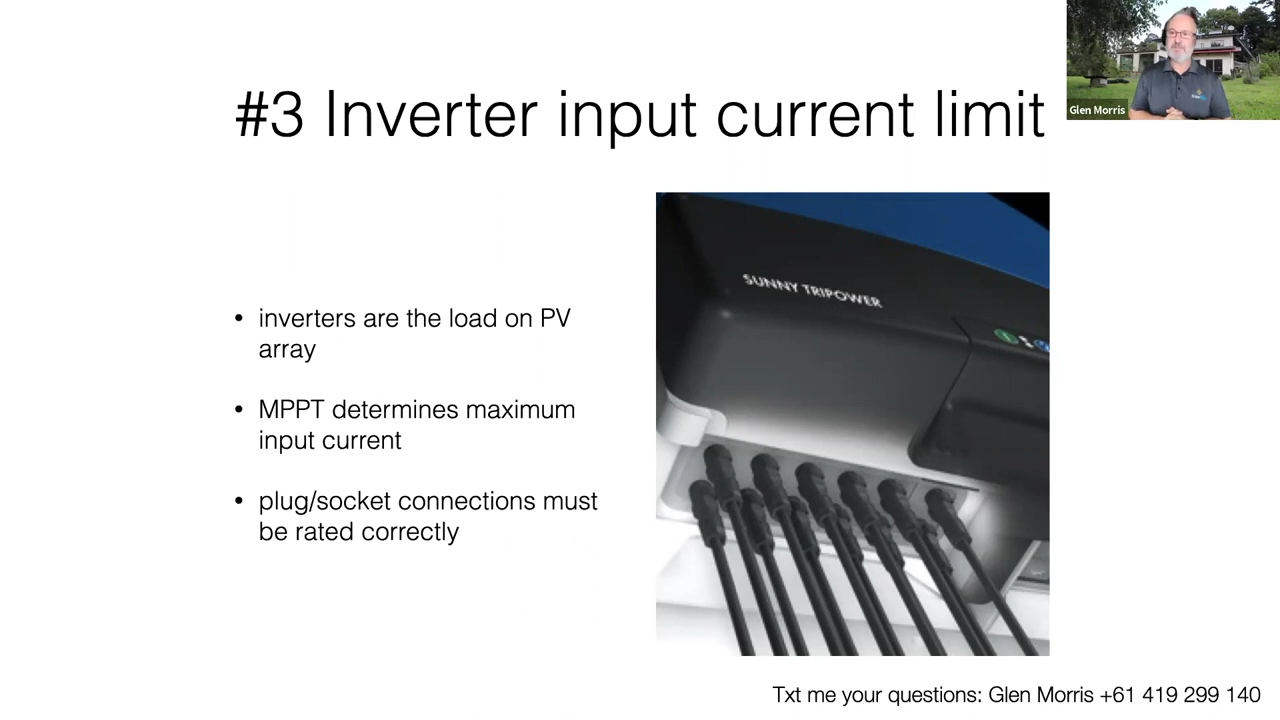 #3 Inverter input current limit
Glen Morris
• inverters are the load on PV
array
• MPPT determines maximum
input current
• plug/socket connections must
be rated correctly
SUNNY TRIPOWER
Txt me your questions: Glen Morris +61 419 299 140